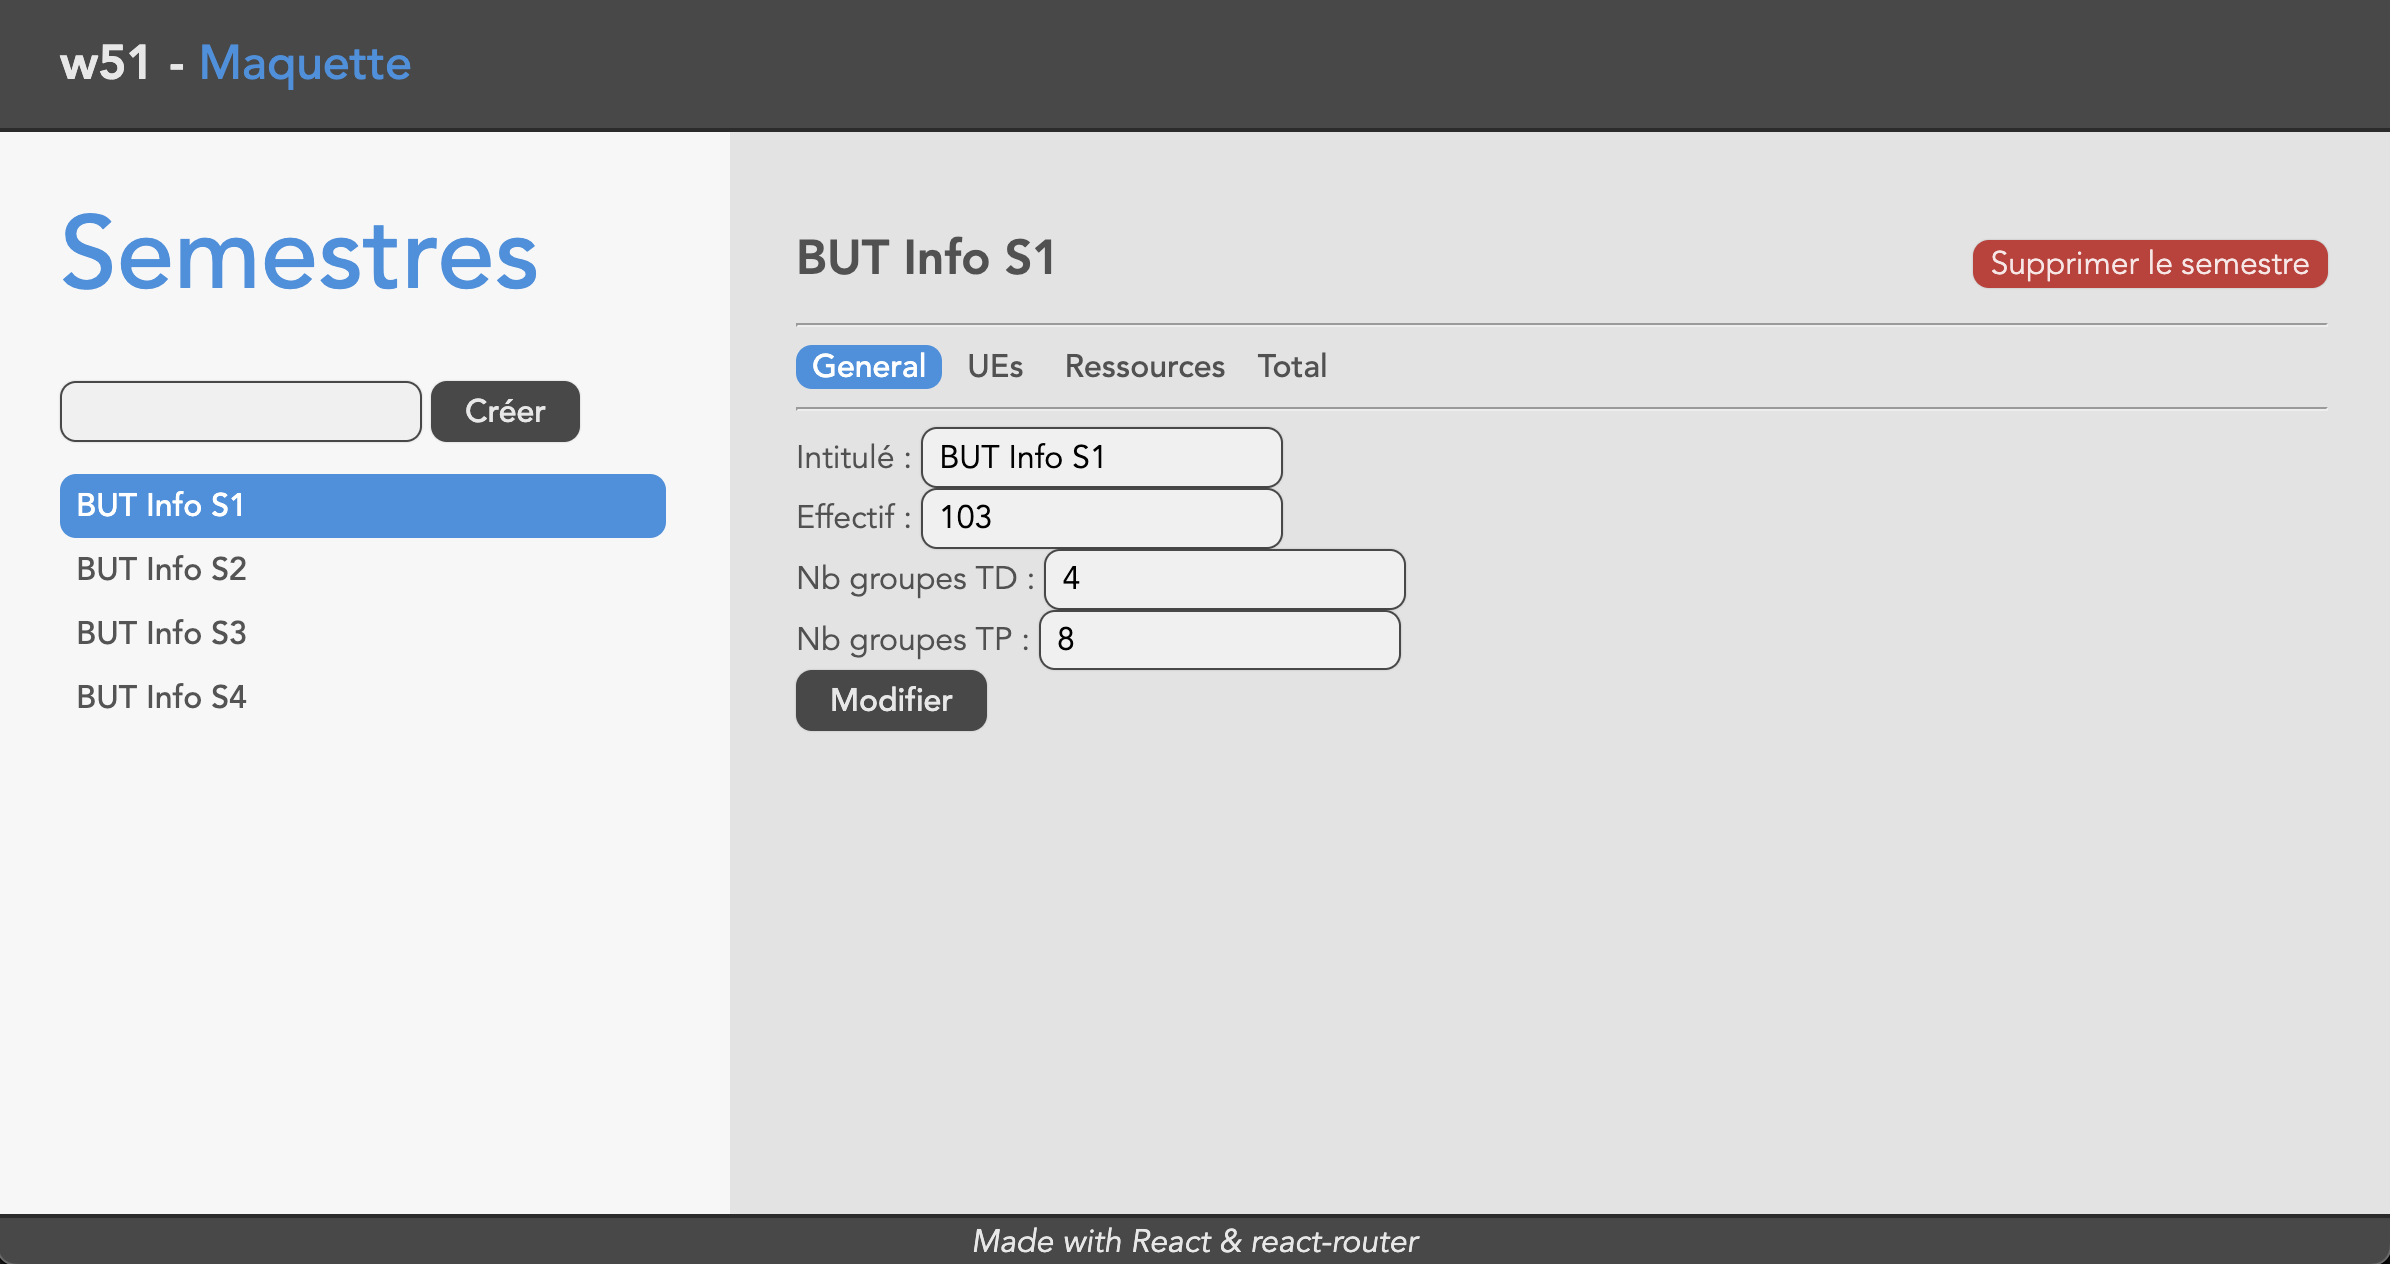 w51 - Maquette
Semestres
Créer
BUT Info S1
BUT Info S2
BUT Info S3
BUT Info S4
BUT Info S1
Supprimer le semestre
General UEs Ressources Total
Intitulé : BUT Info S1
Effectif : 103
Nb groupes TD : 4
Nb groupes TP : 8
Modifier
Made with React & react-router